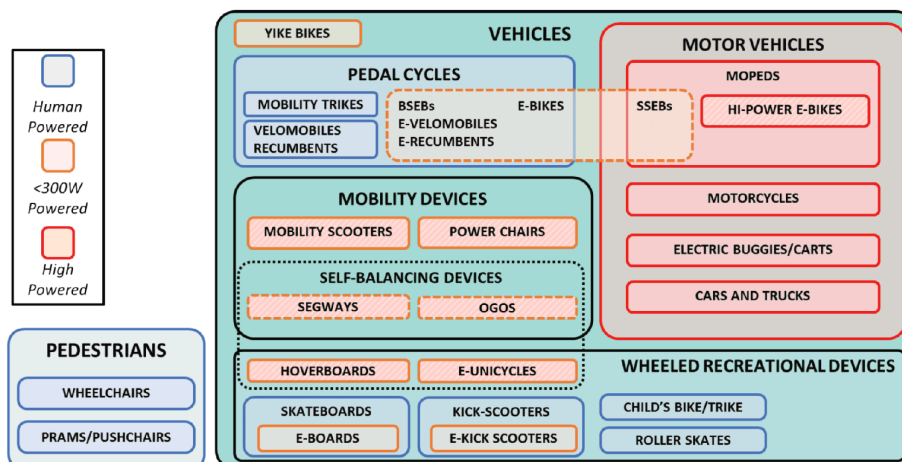 Human
Powered
<300W
Powered
High
Powered
PEDESTRIANS
WHEELCHAIRS
PRAMS/PUSHCHAIRS
YIKE BIKES
VEHICLES
PEDAL CYCLES
MOBILITY TRIKES
VELOMOBILES
RECUMBENTS
BSEBs
E-BIKES
SSEBs
E-VELOMOBILES
E-RECUMBENTS
MOTOR VEHICLES
MOPEDS
HI-POWER E-BIKES
MOTORCYCLES
ELECTRIC BUGGIES/CARTS
CARS AND TRUCKS
MOBILITY DEVICES
MOBILITY SCOOTERS
POWER CHAIRS
SELF-BALANCING DEVICES
SEGWAYS
OGOS
HOVERBOARDS
E-UNICYCLES
WHEELED RECREATIONAL DEVICES
SKATEBOARDS
E-BOARDS
KICK-SCOOTERS
E-KICK SCOOTERS
CHILD'S BIKE/TRIKE
ROLLER SKATES